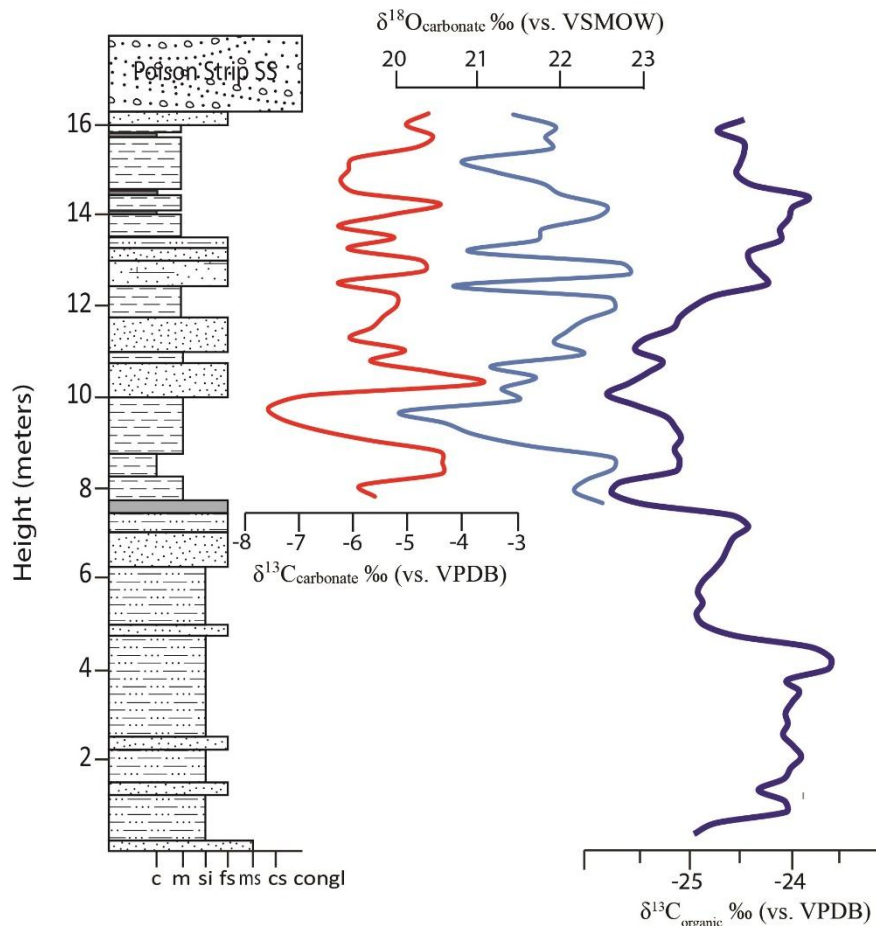 δ18Ocarbonate ‰ (vs. VSMOW)
20 21 22 23
Poison Strip SS
16
14
12
10
8
6
4
2
Height (meters)
-8 -7 -6 -5 -4 -3
δ13Ccarbonate ‰ (vs. VPDB)
c m si fs ms cs congl
-25 -24
δ13Corganic ‰ (vs. VPDB)